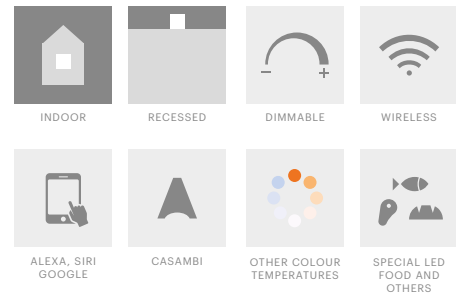 INDOOR
RECESSED
DIMMABLE
WIRELESS
ALEXA, SIRI
GOOGLE
CASAMBI
OTHER COLOUR
TEMPERATURES
SPECIAL LED
FOOD AND
OTHERS